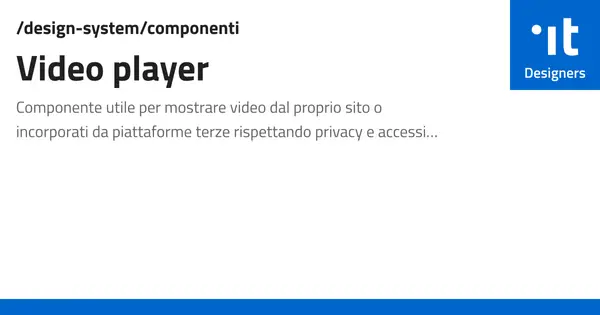 /design-system/componenti
Video player
Componente utile per mostrare video dal proprio sito o
incorporati da piattaforme terze rispettando privacy e accessi…
it
Designers